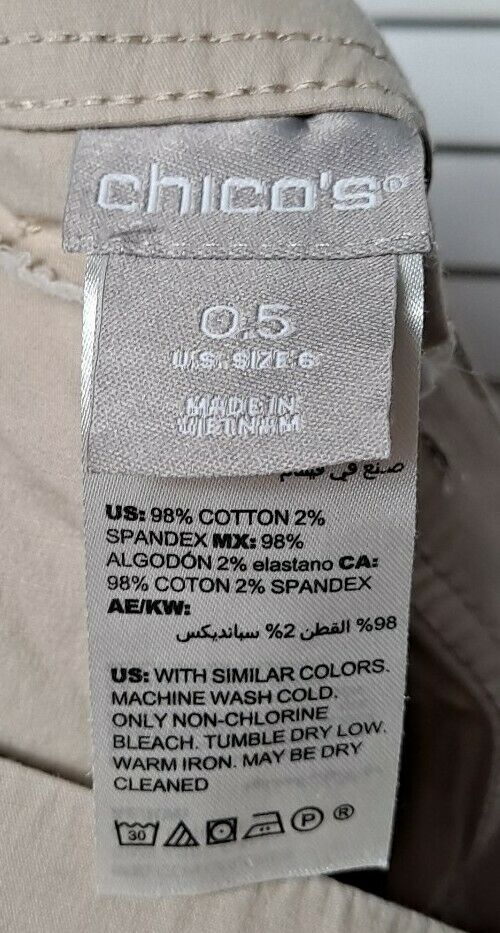 chico's®
0.5
U.S. SIZE 6
MADE IN
VIETNAM
صنع في فيتنام
US: 98% COTTON 2%
SPANDEX MX: 98%
ALGODÓN 2% elastano CA:
98% COTON 2% SPANDEX
AE/KW:
98% القطن 2% سبانديكس
US: WITH SIMILAR COLORS.
MACHINE WASH COLD.
ONLY NON-CHLORINE
BLEACH. TUMBLE DRY LOW.
WARM IRON. MAY BE DRY
CLEANED
30 P ®